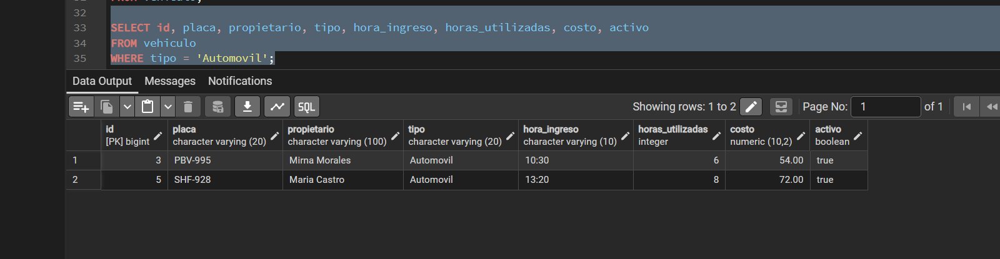 32
33 SELECT id, placa, propietario, tipo, hora_ingreso, horas_utilizadas, costo, activo
34 FROM vehiculo
35 WHERE tipo = 'Automovil';
Data Output Messages Notifications
SQL Showing rows: 1 to 2 Page No: 1 of 1
id placa propietario tipo hora_ingreso horas_utilizadas costo activo
[PK] bigint character varying (20) character varying (100) character varying (20) character varying (10) integer numeric (10,2) boolean
1 3 PBV-995 Mirna Morales Automovil 10:30 6 54.00 true
2 5 SHF-928 Maria Castro Automovil 13:20 8 72.00 true